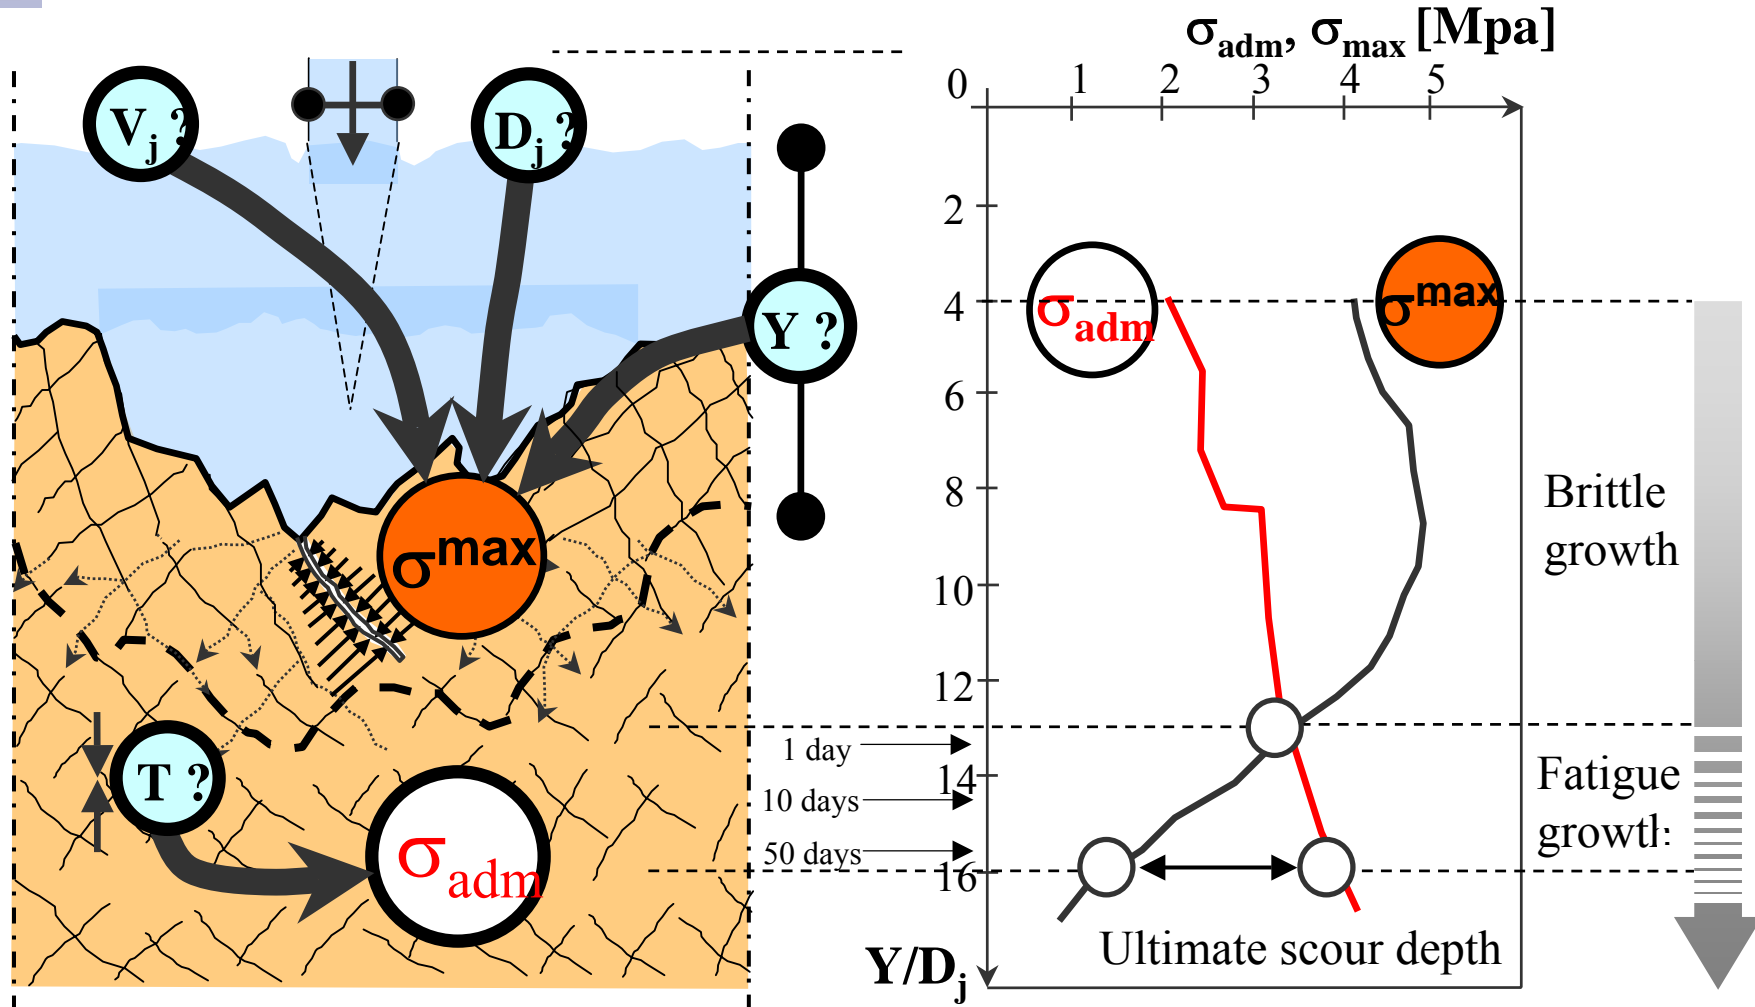 σadm, σmax [Mpa]
0 1 2 3 4 5
Vj ?
Dj ?
Y ?
2
4
6
8
10
12
14
16
σadm
σmax
σmax
Brittle
growth
T ?
σadm
1 day
10 days
50 days
Fatigue
growth
Ultimate scour depth
Y/Dj